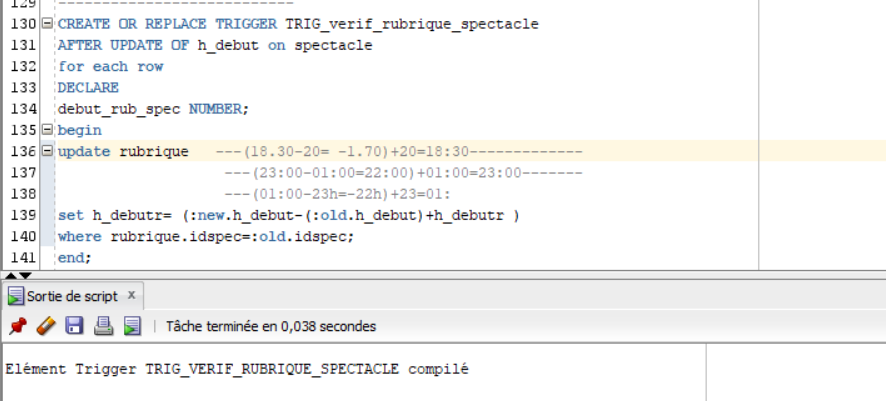 129 ---------------------------
130 CREATE OR REPLACE TRIGGER TRIG_verif_rubrique_spectacle
131 AFTER UPDATE OF h_debut on spectacle
132 for each row
133 DECLARE
134 debut_rub_spec NUMBER;
135 begin
136 update rubrique ---(18.30-20= -1.70)+20=18:30-------------
137 ---(23:00-01:00=22:00)+01:00=23:00-------
138 ---(01:00-23h=-22h)+23=01:
139 set h_debutr= (:new.h_debut-(:old.h_debut)+h_debutr )
140 where rubrique.idspec=:old.idspec;
141 end;
Sortie de script x
Tâche terminée en 0,038 secondes
Elément Trigger TRIG_VERIF_RUBRIQUE_SPECTACLE compilé